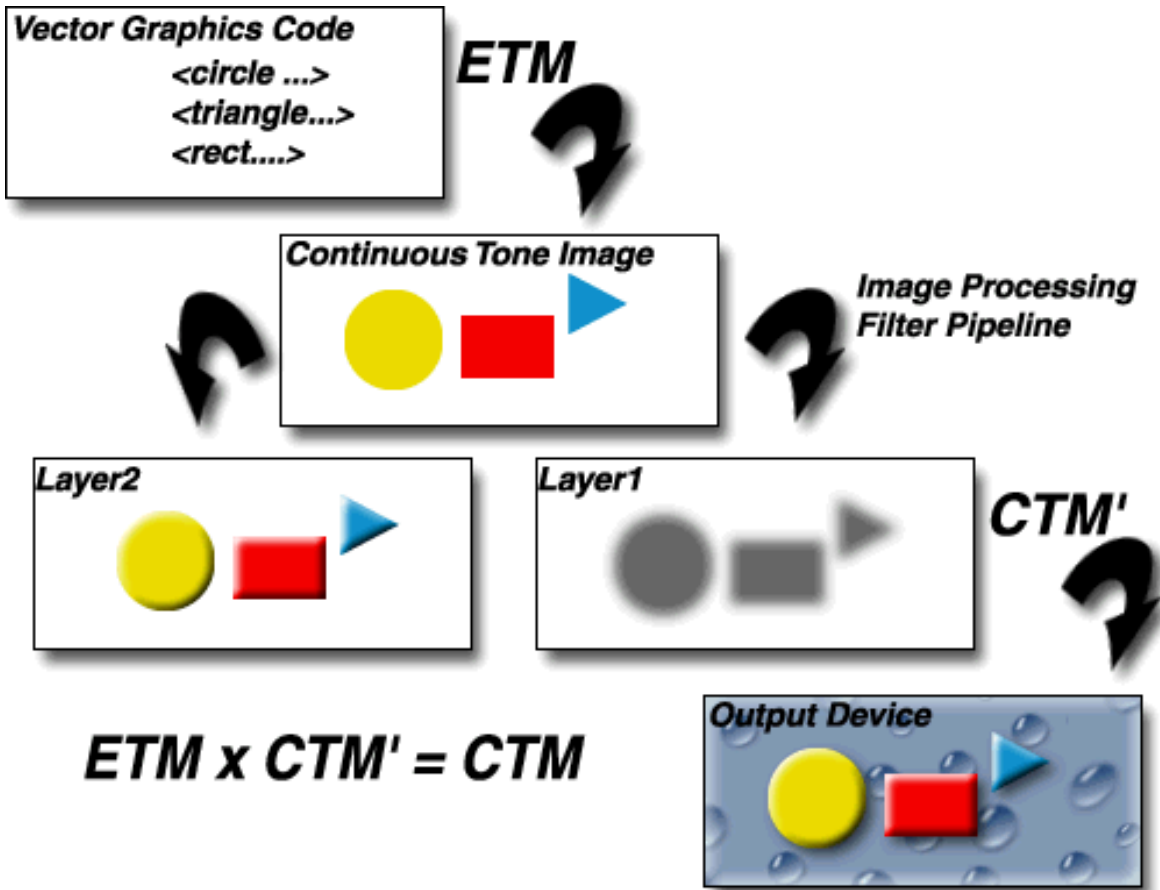 Vector Graphics Code
<circle ...>
<triangle...>
<rect....>
ETM
Continuous Tone Image
Image Processing
Filter Pipeline
Layer2
Layer1
CTM'
ETM x CTM' = CTM
Output Device